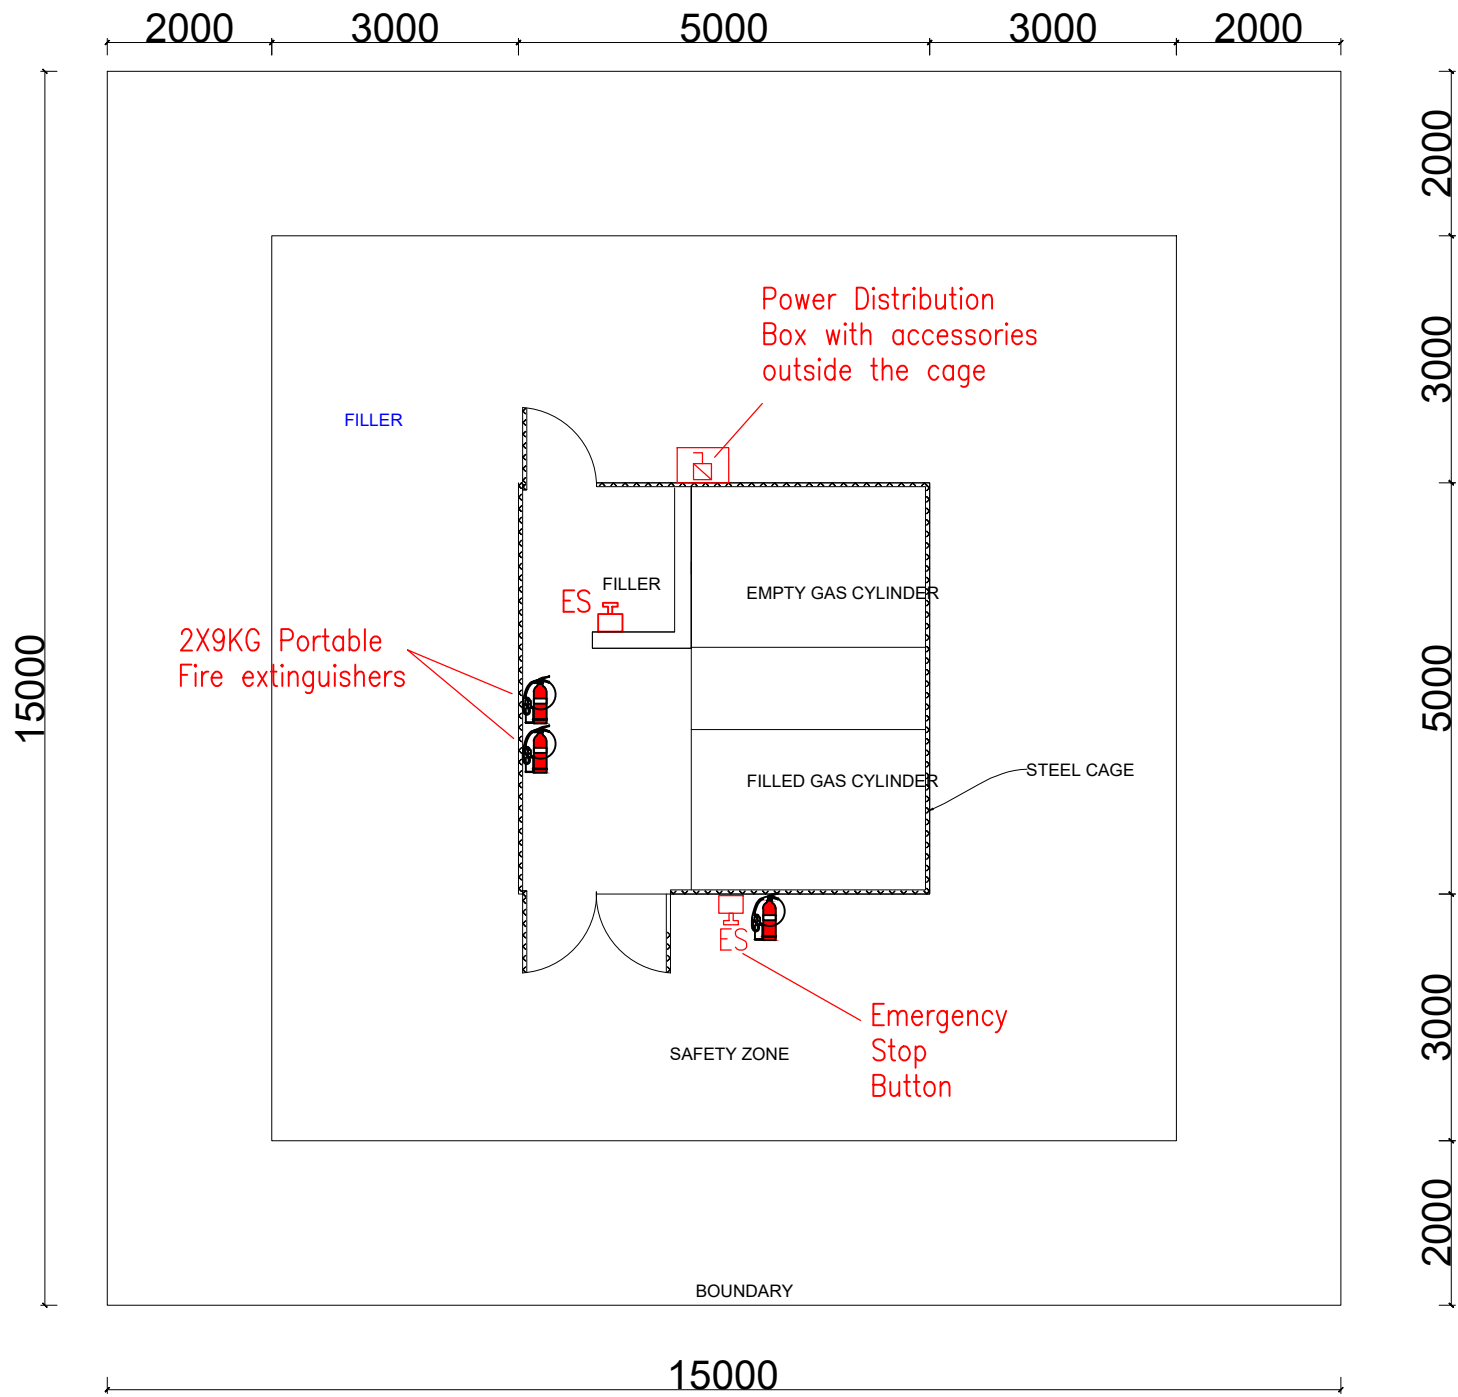 2000
3000
5000
3000
2000
2000
3000
5000
3000
2000
15000
Power Distribution
Box with accessories
outside the cage
FILLER
FILLER
ES
EMPTY GAS CYLINDER
2X9KG Portable
Fire extinguishers
FILLED GAS CYLINDER
STEEL CAGE
ES
Emergency
Stop
Button
SAFETY ZONE
BOUNDARY
15000